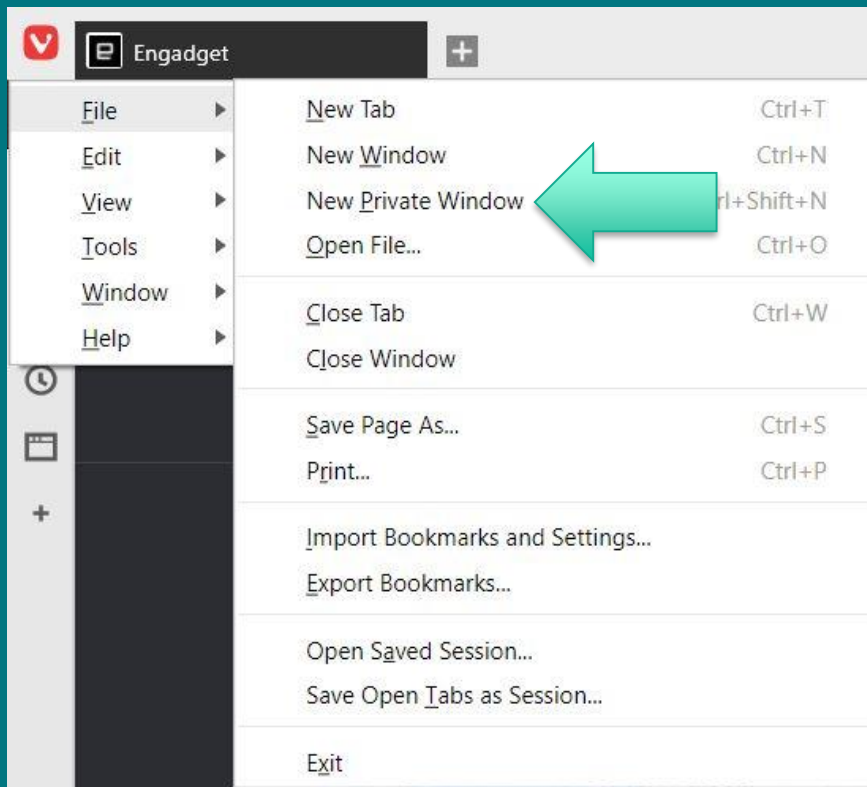 Engadget
File
Edit
View
Tools
Window
Help
New Tab Ctrl+T
New Window Ctrl+N
New Private Window rl+Shift+N
Open File... Ctrl+O
Close Tab Ctrl+W
Close Window
Save Page As... Ctrl+S
Print... Ctrl+P
Import Bookmarks and Settings...
Export Bookmarks...
Open Saved Session...
Save Open Tabs as Session...
Exit